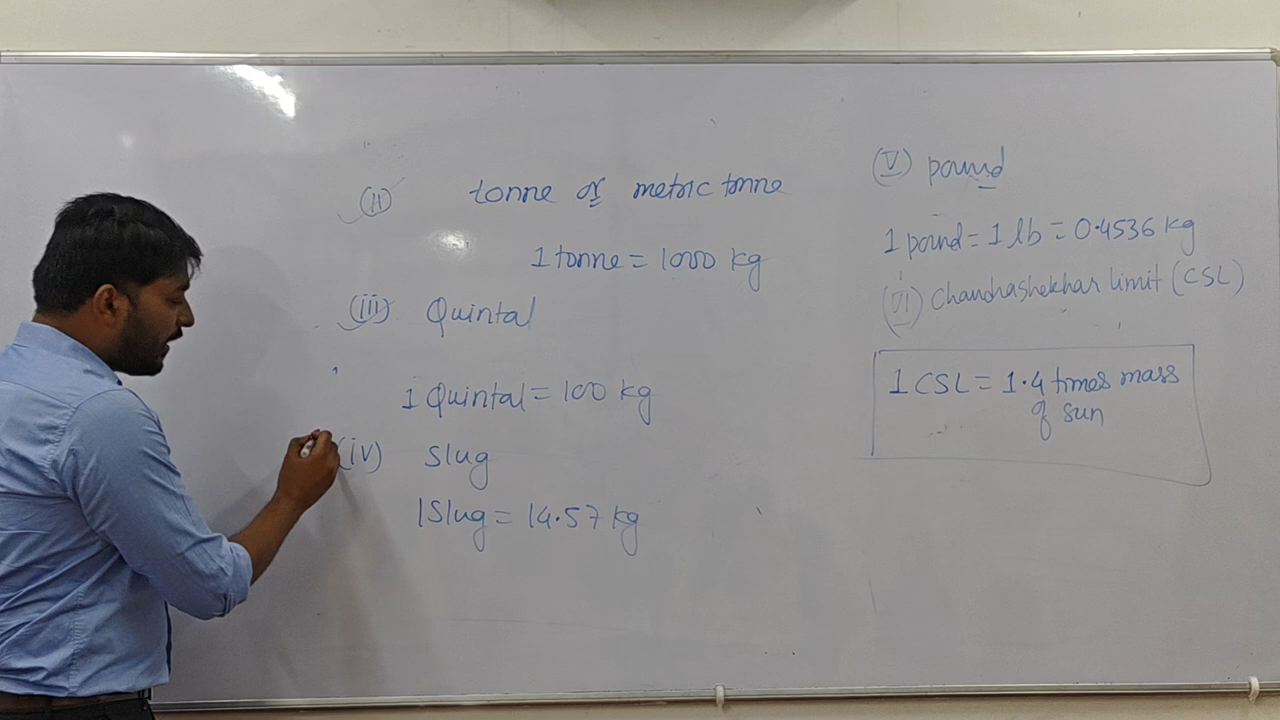 (ii) tonne or metric tonne
1 tonne = 1000 kg
(iii) Quintal
1 Quintal = 100 kg
(iv) Slug
1 Slug = 14.57 kg
(V) pound
1 pound = 1 lb = 0.4536 kg
(VI) Chandrashekhar limit (CSL)
1 CSL = 1.4 times mass
of sun